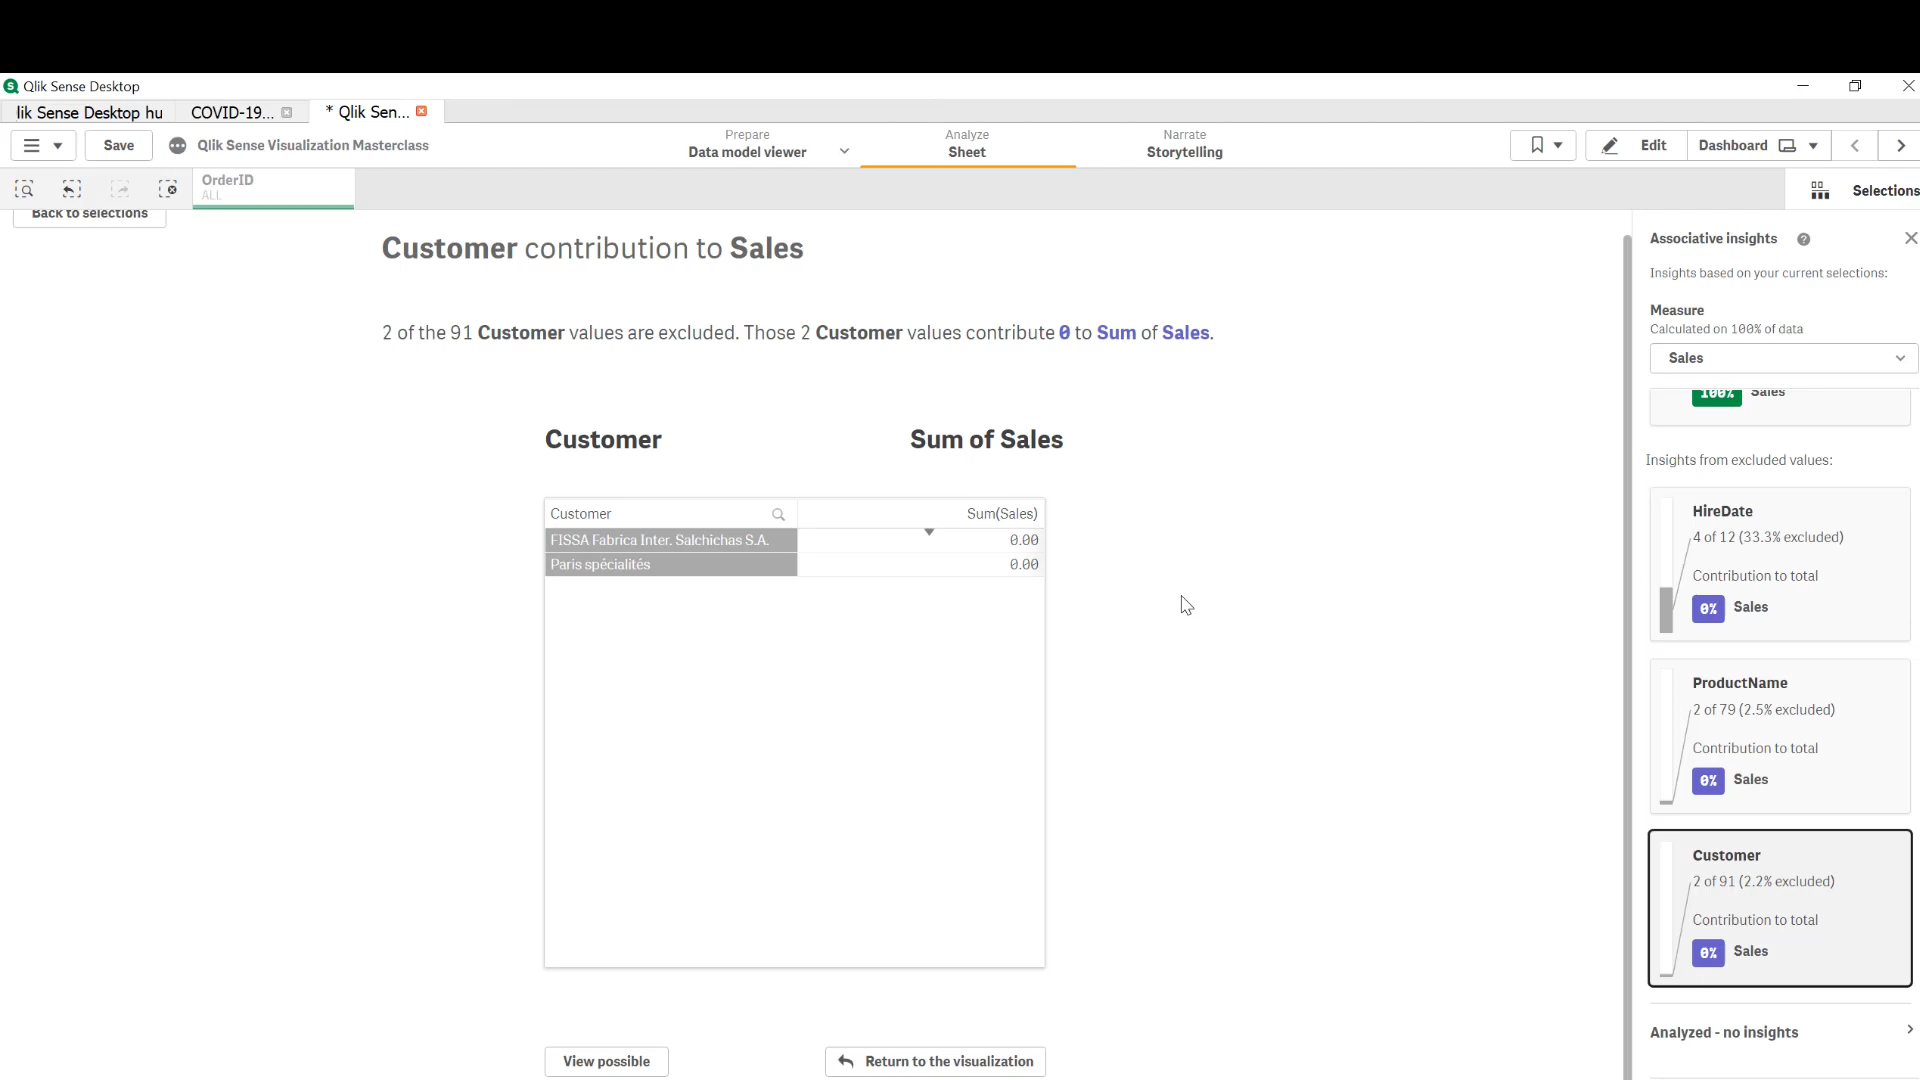 Qlik Sense Desktop
lik Sense Desktop hu
COVID-19...
* Qlik Sen...
Save
Qlik Sense Visualization Masterclass
Prepare
Data model viewer
Analyze
Sheet
Narrate
Storytelling
Edit
Dashboard
OrderID
ALL
Selections
Back to selections
Customer contribution to Sales
2 of the 91 Customer values are excluded. Those 2 Customer values contribute 0 to Sum of Sales.
Customer
Sum of Sales
Customer
Sum(Sales)
FISSA Fabrica Inter. Salchichas S.A.
0.00
Paris spécialités
0.00
View possible
Return to the visualization
Associative insights
?
Insights based on your current selections:
Measure
Calculated on 100% of data
Sales
100% Sales
Insights from excluded values:
HireDate
4 of 12 (33.3% excluded)
Contribution to total
0% Sales
ProductName
2 of 79 (2.5% excluded)
Contribution to total
0% Sales
Customer
2 of 91 (2.2% excluded)
Contribution to total
0% Sales
Analyzed - no insights